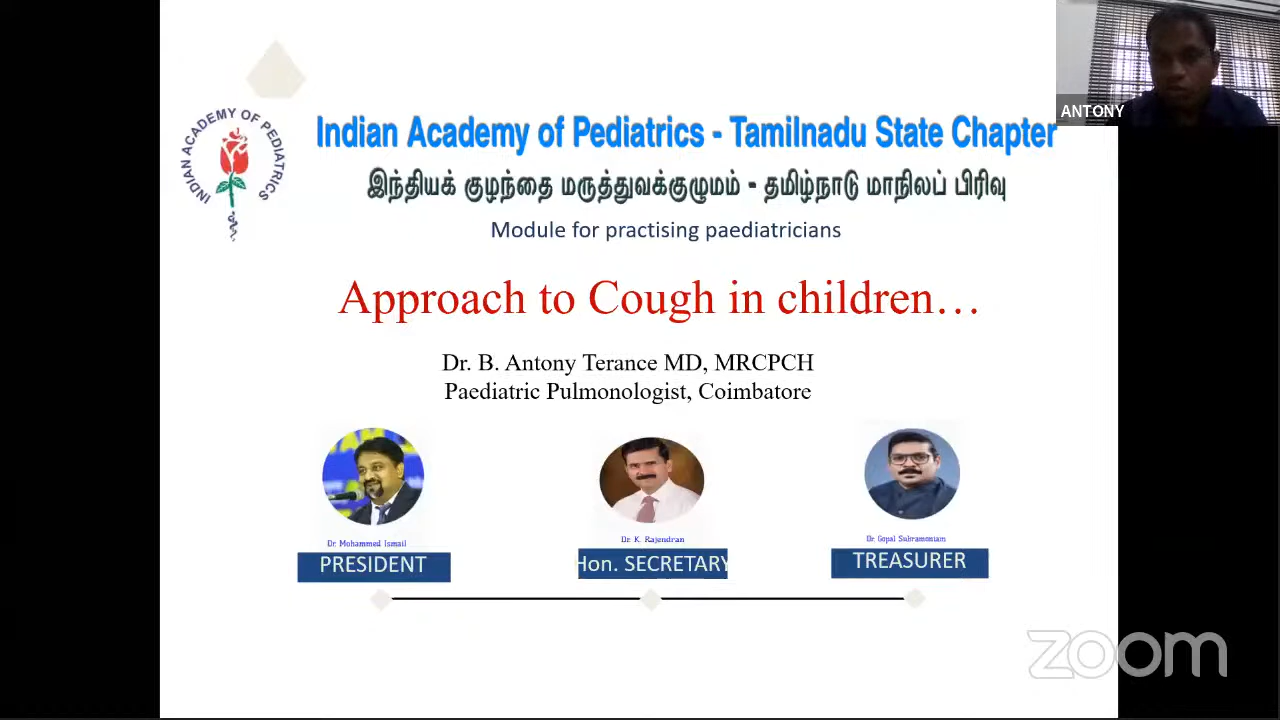 INDIAN ACADEMY OF PEDIATRICS
Indian Academy of Pediatrics - Tamilnadu State Chapter
இந்தியக் குழந்தை மருத்துவக்குழுமம் - தமிழ்நாடு மாநிலப் பிரிவு
Module for practising paediatricians
ANTONY
Approach to Cough in children...
Dr. B. Antony Terance MD, MRCPCH
Paediatric Pulmonologist, Coimbatore
Dr. Mohammed Ismail
PRESIDENT
Dr. K. Rajendran
Hon. SECRETARY
Dr. Gopal Subramoniam
TREASURER
zoom